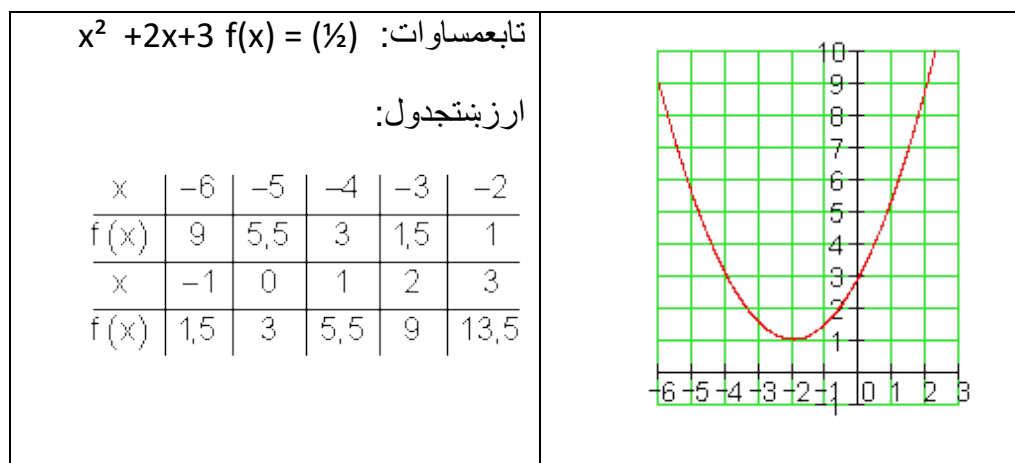 تابعمساوات: x² +2x+3 f(x) = (½)
ارزښتجدول:
x | –6 | –5 | –4 | –3 | –2
f(x) | 9 | 5,5 | 3 | 1,5 | 1
x | –1 | 0 | 1 | 2 | 3
f(x) | 1,5 | 3 | 5,5 | 9 | 13,5
10
9
8
7
6
5
4
3
2
1
-6 -5 -4 -3 -2 -1 0 1 2 3